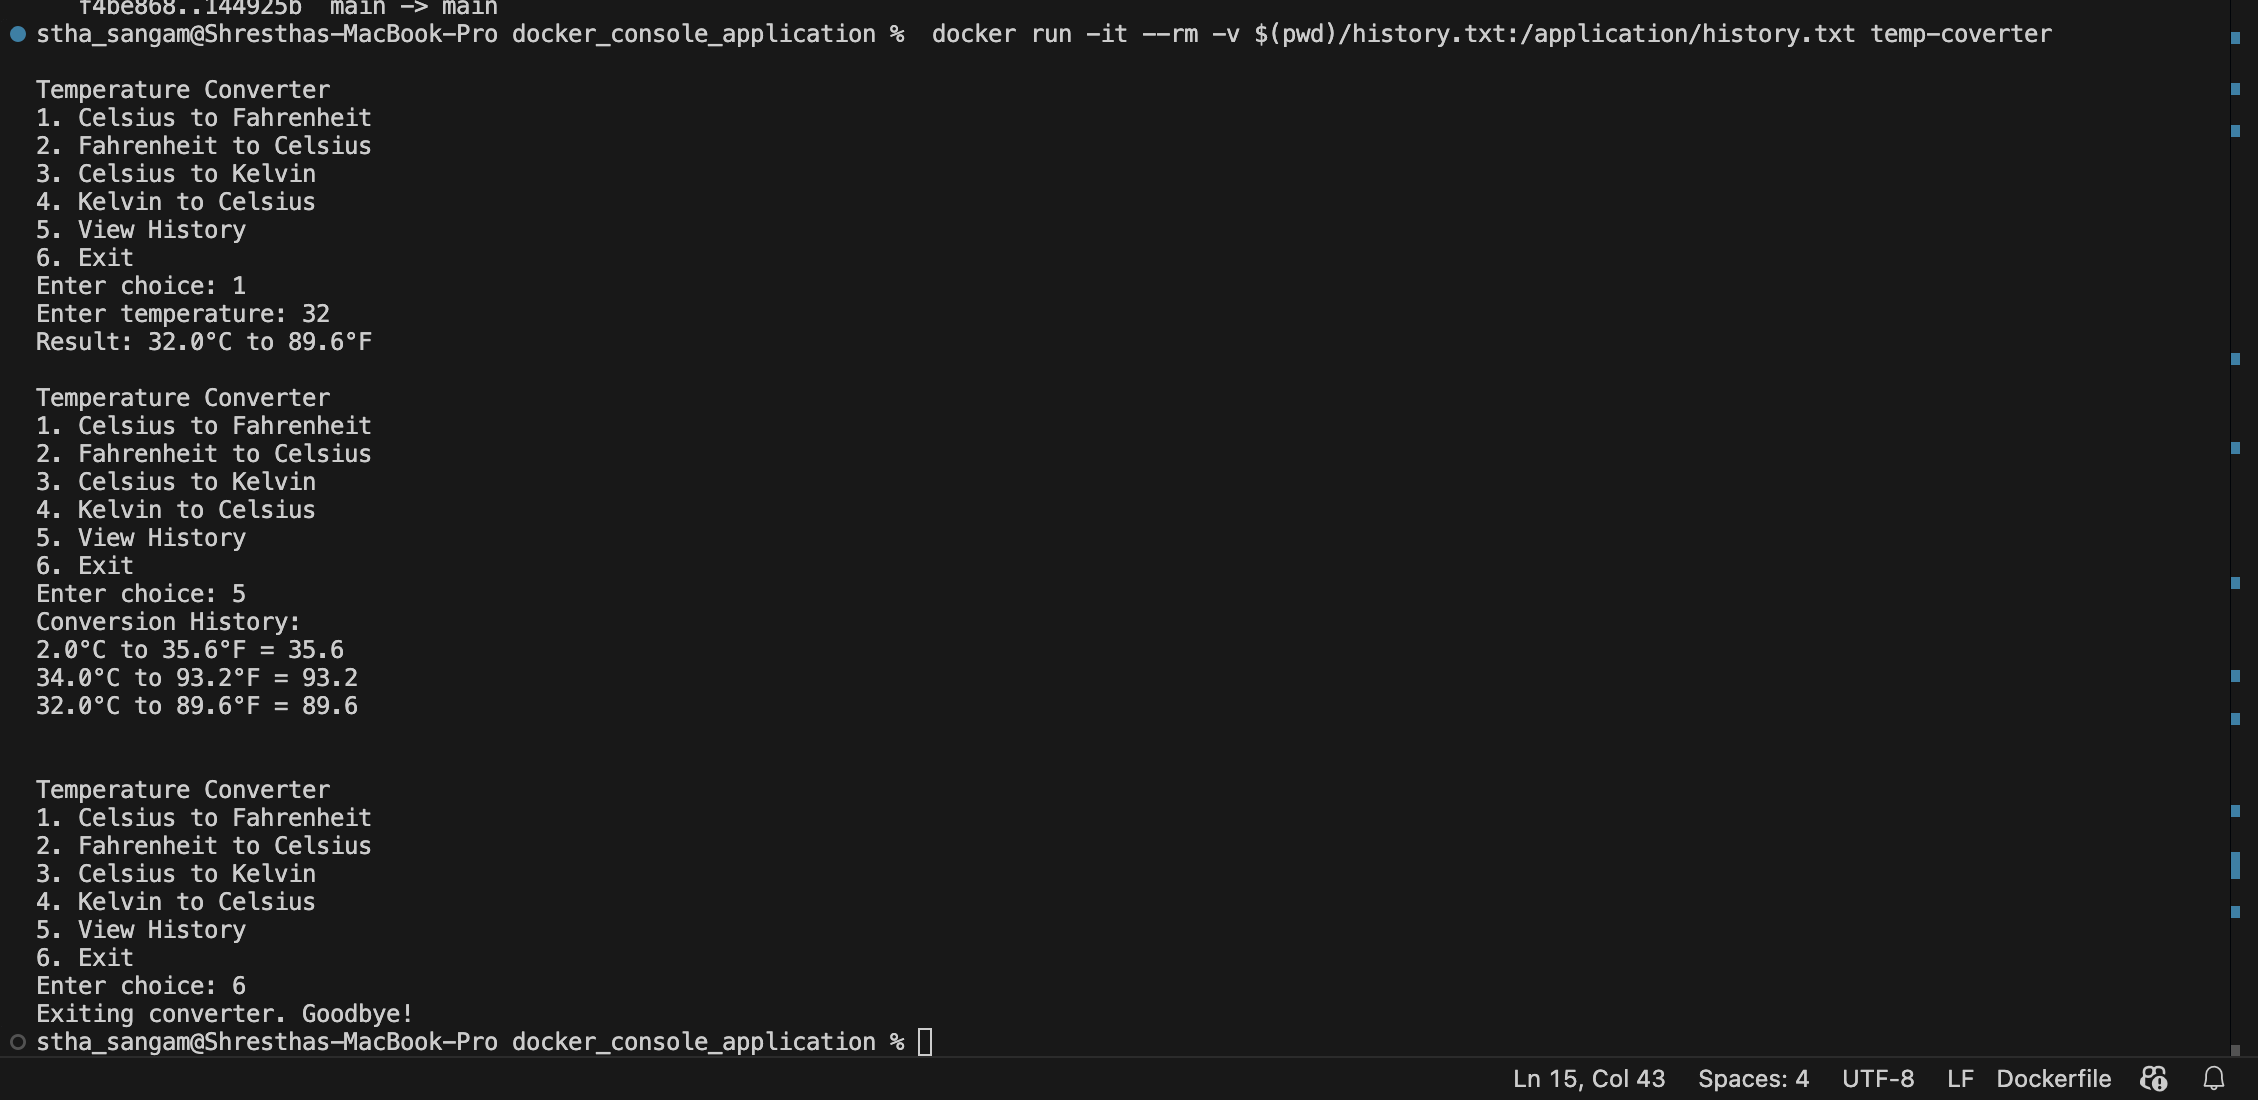 f4be868..144925b  main -> main
stha_sangam@Shresthas-MacBook-Pro docker_console_application %  docker run -it --rm -v $(pwd)/history.txt:/application/history.txt temp-coverter
Temperature Converter
1. Celsius to Fahrenheit
2. Fahrenheit to Celsius
3. Celsius to Kelvin
4. Kelvin to Celsius
5. View History
6. Exit
Enter choice: 1
Enter temperature: 32
Result: 32.0°C to 89.6°F
Temperature Converter
1. Celsius to Fahrenheit
2. Fahrenheit to Celsius
3. Celsius to Kelvin
4. Kelvin to Celsius
5. View History
6. Exit
Enter choice: 5
Conversion History:
2.0°C to 35.6°F = 35.6
34.0°C to 93.2°F = 93.2
32.0°C to 89.6°F = 89.6
Temperature Converter
1. Celsius to Fahrenheit
2. Fahrenheit to Celsius
3. Celsius to Kelvin
4. Kelvin to Celsius
5. View History
6. Exit
Enter choice: 6
Exiting converter. Goodbye!
stha_sangam@Shresthas-MacBook-Pro docker_console_application %
Ln 15, Col 43 Spaces: 4 UTF-8 LF Dockerfile